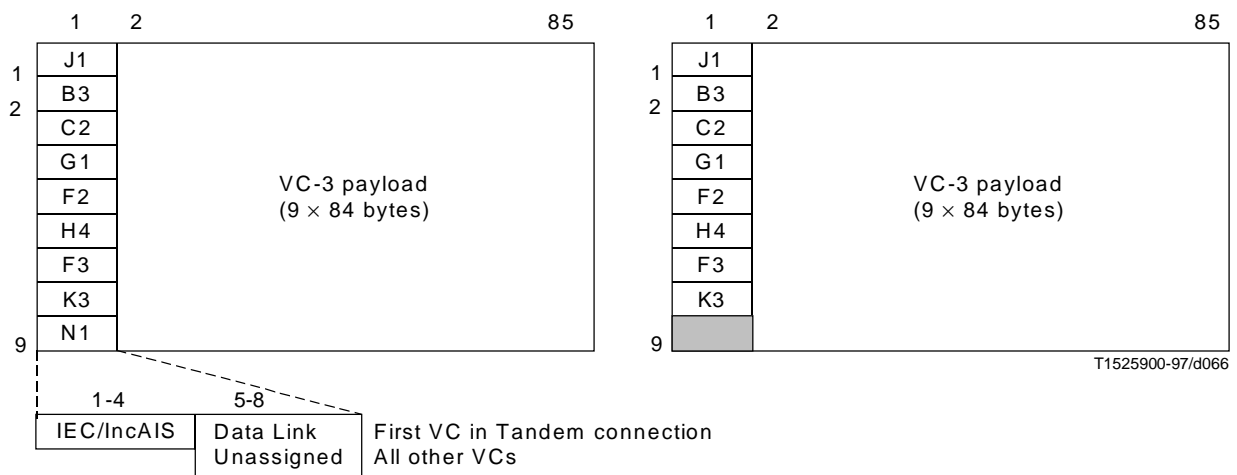 1 2 85
J1
1
B3
2
C2
G1
F2
H4
F3
K3
N1
9
VC-3 payload
(9 × 84 bytes)
1 2 85
J1
1
B3
2
C2
G1
F2
H4
F3
K3
9
VC-3 payload
(9 × 84 bytes)
T1525900-97/d066
1-4 5-8
IEC/IncAIS Data Link First VC in Tandem connection
Unassigned All other VCs